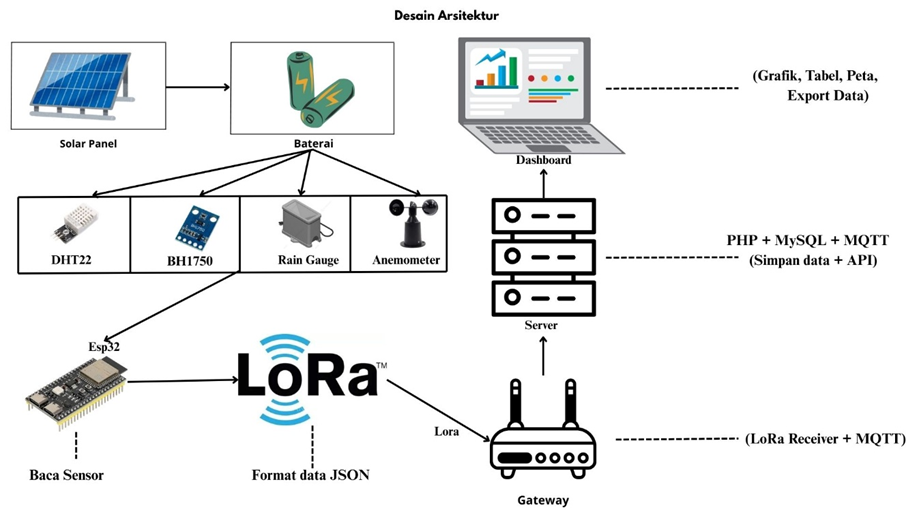 Desain Arsitektur
Solar Panel
Baterai
Dashboard
(Grafik, Tabel, Peta,
Export Data)
DHT22
BH1750
Rain Gauge
Anemometer
PHP + MySQL + MQTT
(Simpan data + API)
Server
Esp32
LoRa™
Lora
(LoRa Receiver + MQTT)
Baca Sensor
Format data JSON
Gateway